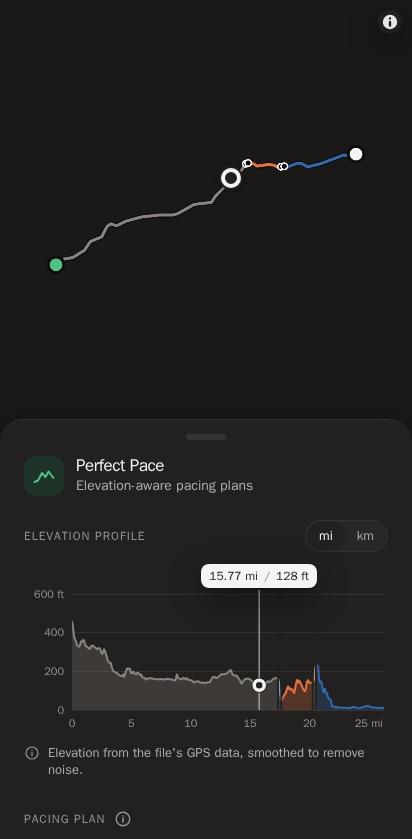 Perfect Pace
Elevation-aware pacing plans
ELEVATION PROFILE
mi
km
15.77 mi / 128 ft
600 ft
400
200
0
0
5
10
15
20
25 mi
Elevation from the file's GPS data, smoothed to remove
noise.
PACING PLAN